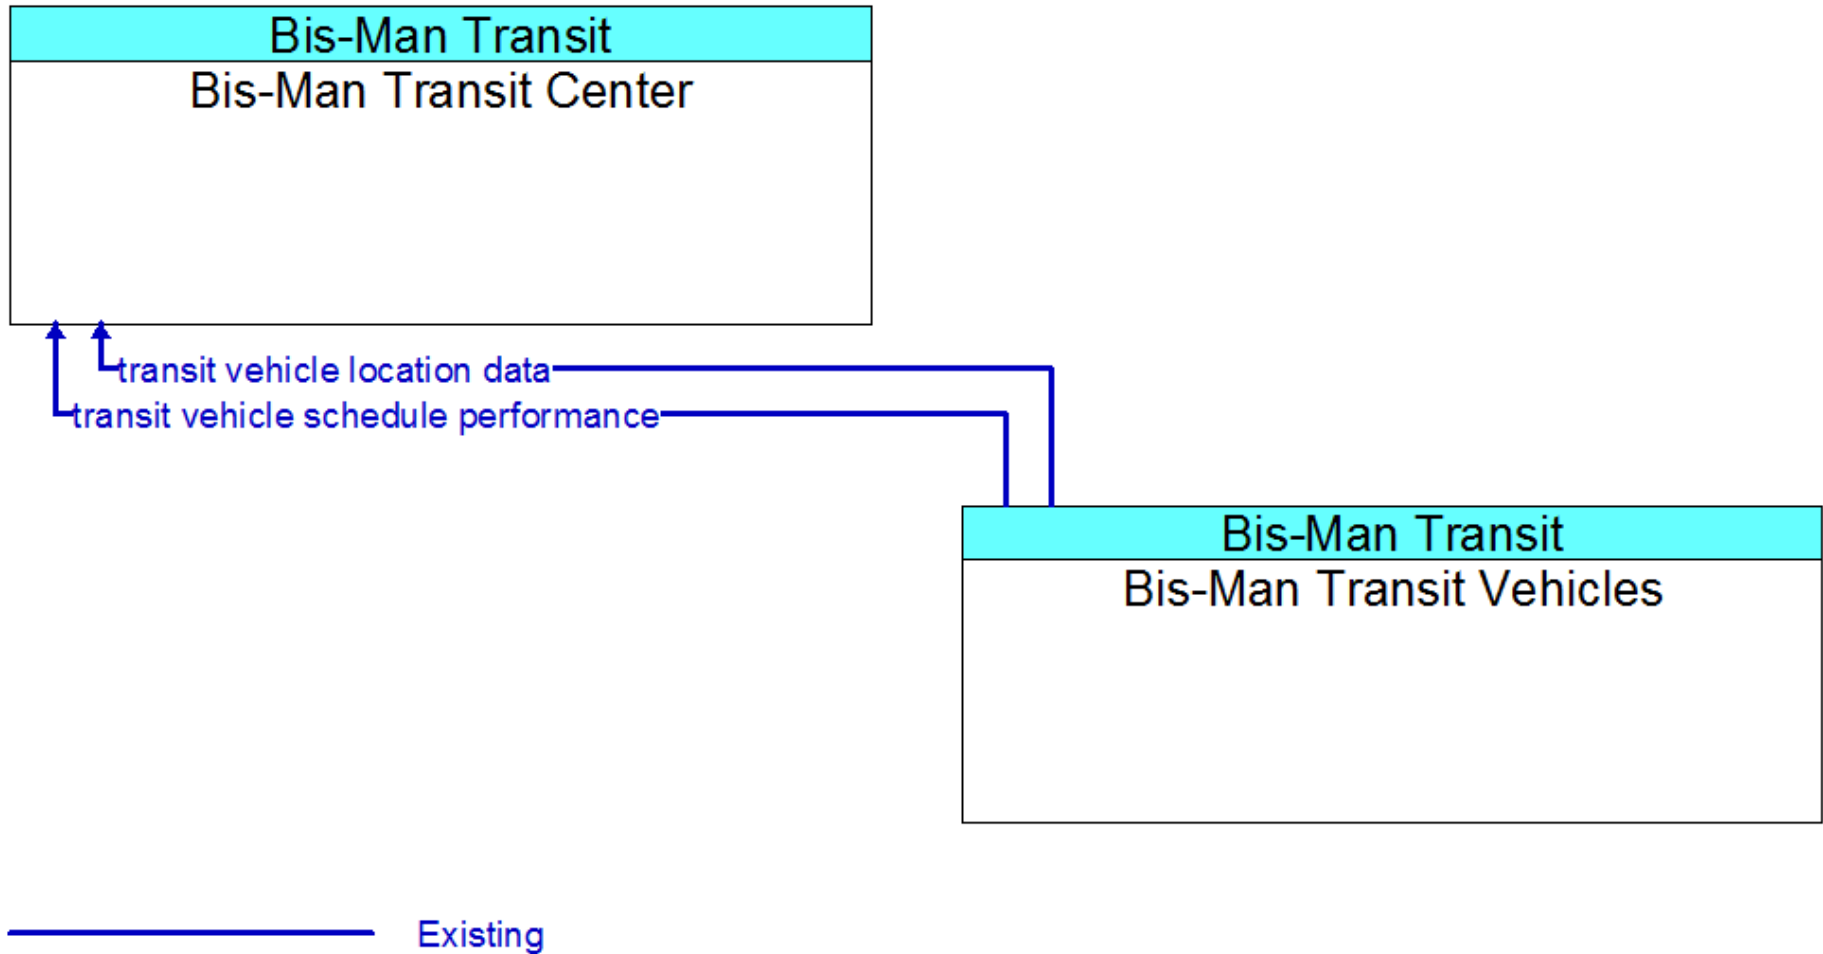 Bis-Man Transit
Bis-Man Transit Center
transit vehicle location data
transit vehicle schedule performance
Bis-Man Transit
Bis-Man Transit Vehicles
Existing